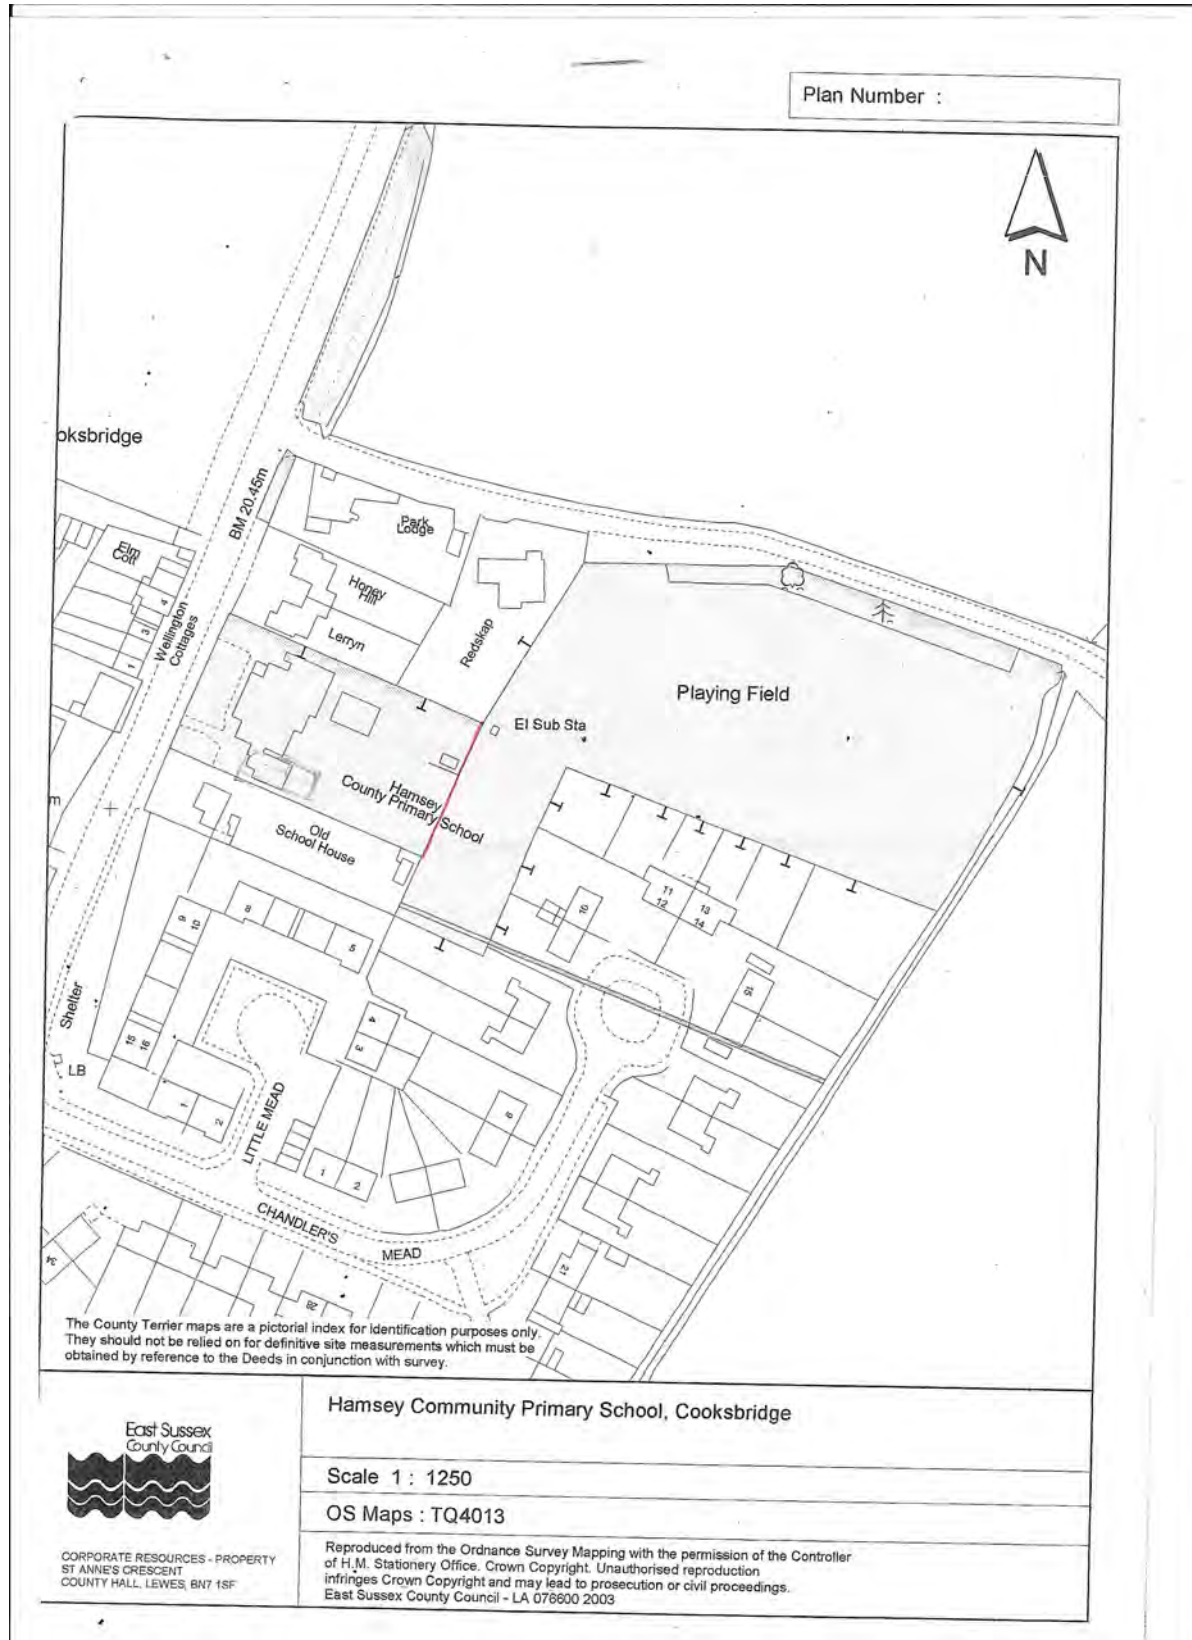 Plan Number :
N
oksbridge
BM 20.45m
Park
Lodge
Elm
Cott
Honey
Hill
4
3
1
Wellington
Cottages
Lerryn
Redskap
Playing Field
El Sub Sta
Hamsey
County Primary School
m
Old
School House
11
12
13
14
10
9
10
8
5
15
Shelter
4
3
15
16
LB
1
2
LITTLE MEAD
8
1
2
CHANDLER'S
MEAD
34
28
21
The County Terrier maps are a pictorial index for identification purposes only.
They should not be relied on for definitive site measurements which must be
obtained by reference to the Deeds in conjunction with survey.
East Sussex
County Council
CORPORATE RESOURCES - PROPERTY
ST ANNE'S CRESCENT
COUNTY HALL, LEWES, BN7 1SF
Hamsey Community Primary School, Cooksbridge
Scale 1 : 1250
OS Maps : TQ4013
Reproduced from the Ordnance Survey Mapping with the permission of the Controller
of H.M. Stationery Office. Crown Copyright. Unauthorised reproduction
infringes Crown Copyright and may lead to prosecution or civil proceedings.
East Sussex County Council - LA 076600 2003